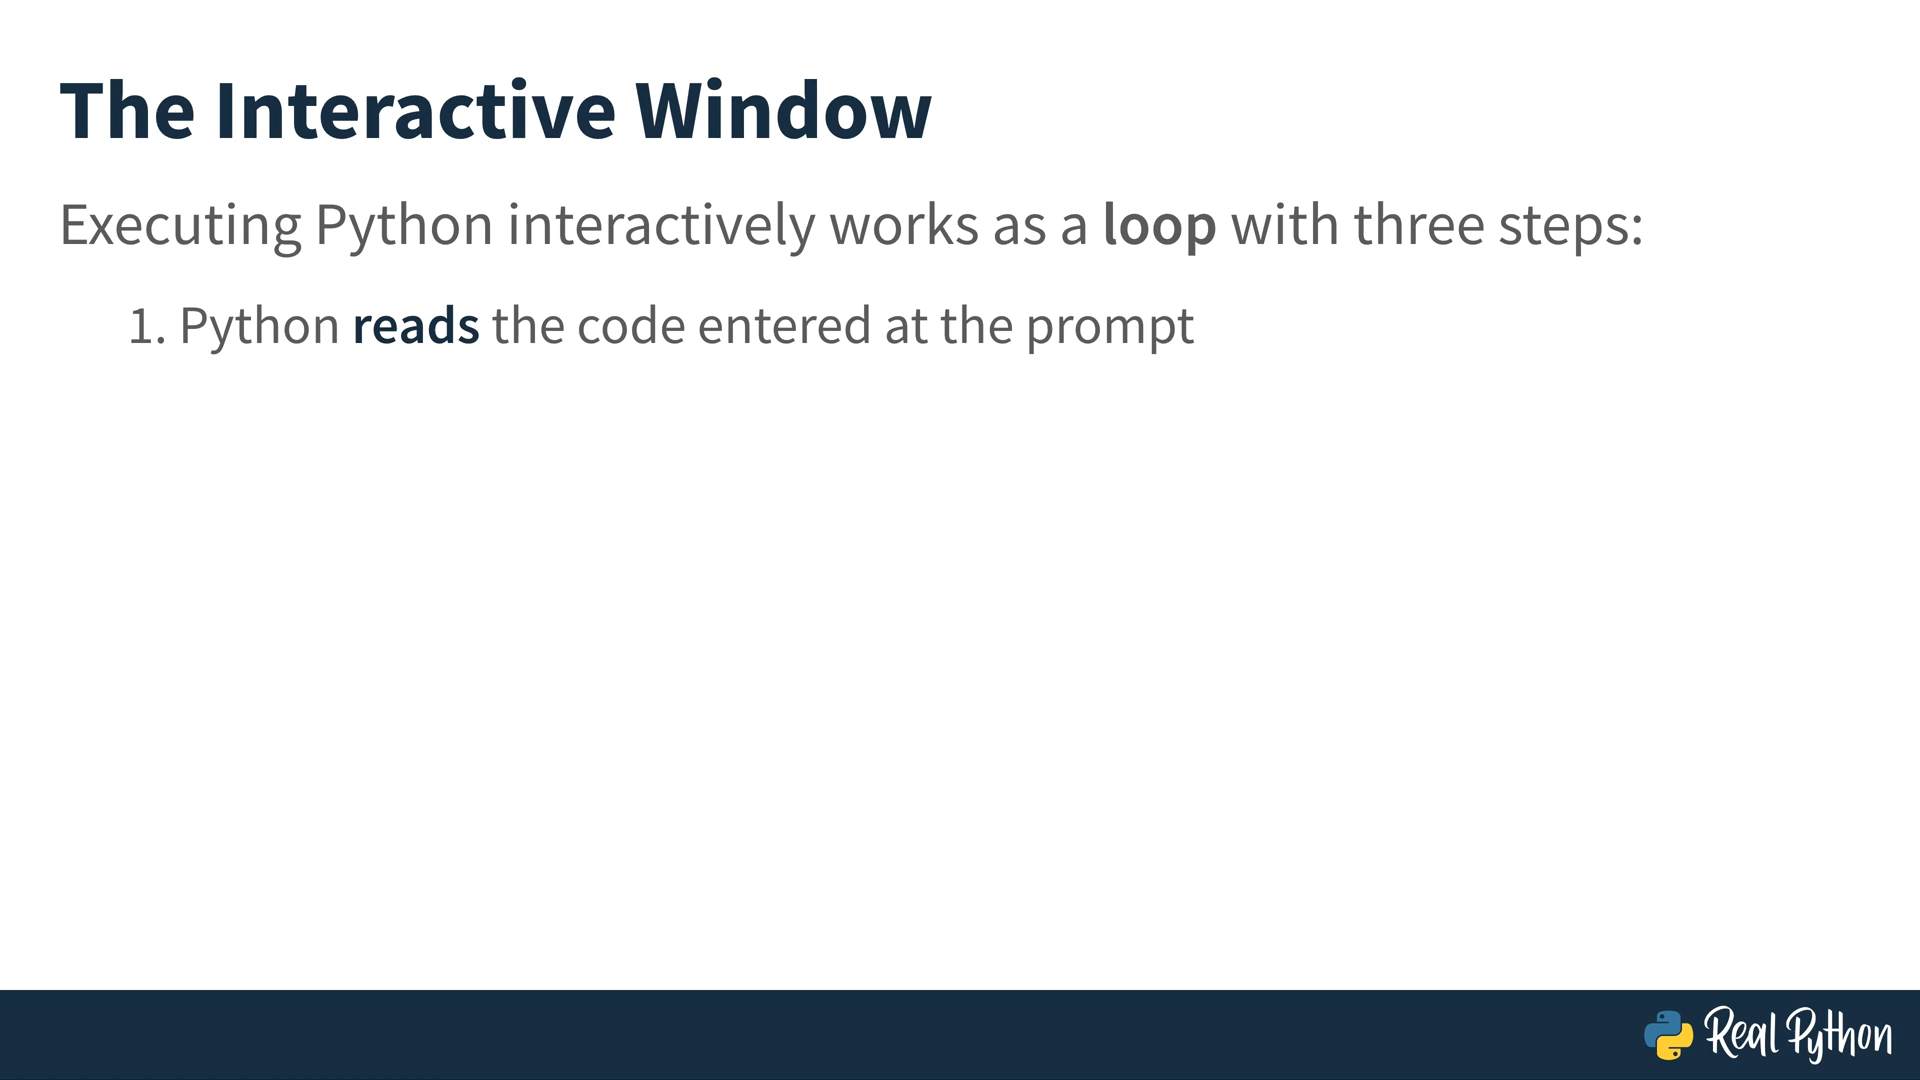 The Interactive Window
Executing Python interactively works as a loop with three steps:
1. Python reads the code entered at the prompt
Real Python